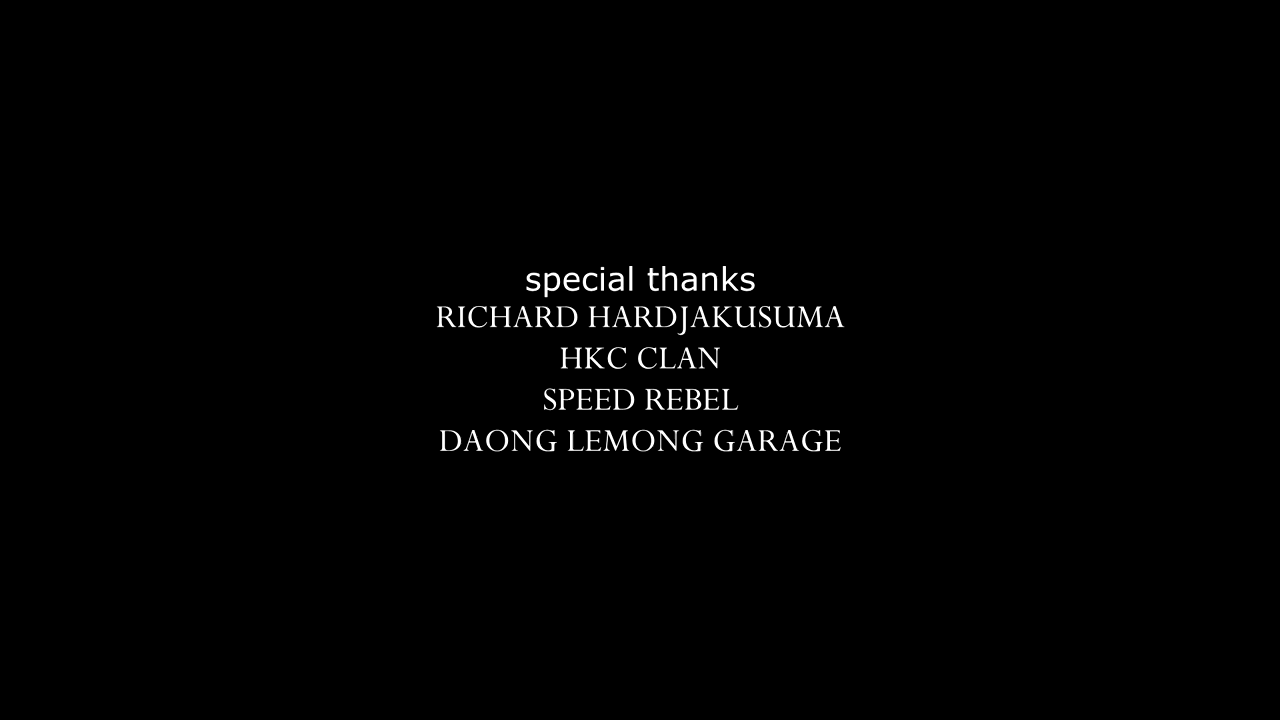 special thanks
RICHARD HARDJAKUSUMA
HKC CLAN
SPEED REBEL
DAONG LEMONG GARAGE